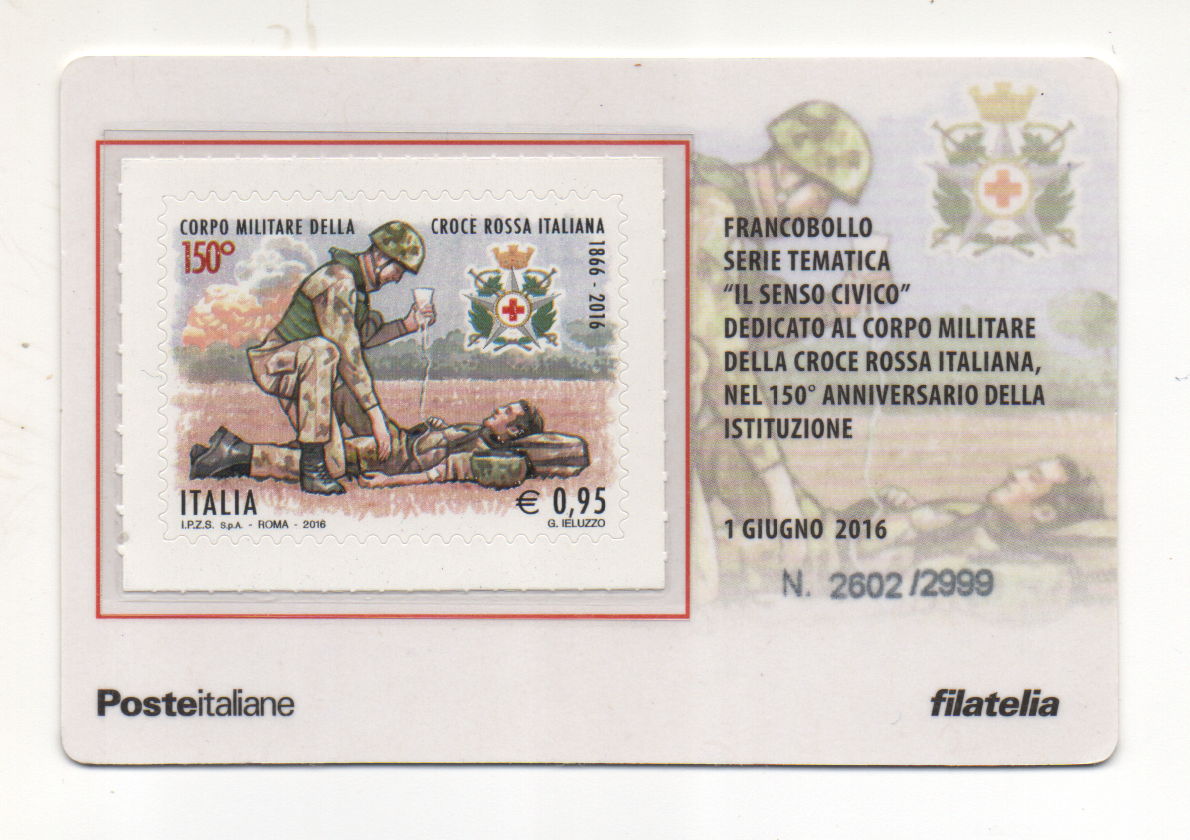 CORPO MILITARE DELLA CROCE ROSSA ITALIANA
150°
1866 - 2016
ITALIA € 0,95
I.P.Z.S. S.p.A. - ROMA - 2016 G. IELUZZO
FRANCOBOLLO
SERIE TEMATICA
“IL SENSO CIVICO”
DEDICATO AL CORPO MILITARE
DELLA CROCE ROSSA ITALIANA,
NEL 150° ANNIVERSARIO DELLA
ISTITUZIONE
1 GIUGNO 2016
N. 2602/2999
Posteitaliane filatelia